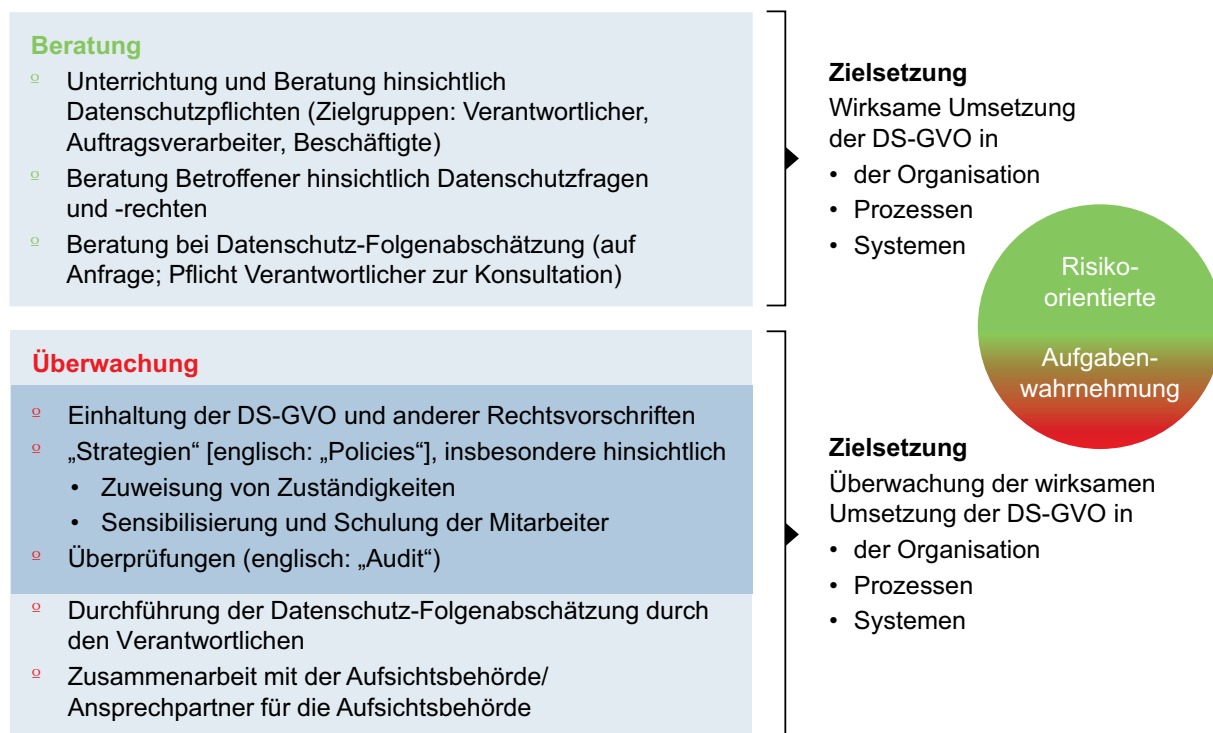 Beratung
º Unterrichtung und Beratung hinsichtlich
Datenschutzpflichten (Zielgruppen: Verantwortlicher,
Auftragsverarbeiter, Beschäftigte)
º Beratung Betroffener hinsichtlich Datenschutzfragen
und -rechten
º Beratung bei Datenschutz-Folgenabschätzung (auf
Anfrage; Pflicht Verantwortlicher zur Konsultation)
Zielsetzung
Wirksame Umsetzung
der DS-GVO in
• der Organisation
• Prozessen
• Systemen
Risiko-
orientierte
Aufgaben-
wahrnehmung
Überwachung
º Einhaltung der DS-GVO und anderer Rechtsvorschriften
º „Strategien“ [englisch: „Policies“], insbesondere hinsichtlich
• Zuweisung von Zuständigkeiten
• Sensibilisierung und Schulung der Mitarbeiter
º Überprüfungen (englisch: „Audit“)
º Durchführung der Datenschutz-Folgenabschätzung durch
den Verantwortlichen
º Zusammenarbeit mit der Aufsichtsbehörde/
Ansprechpartner für die Aufsichtsbehörde
Zielsetzung
Überwachung der wirksamen
Umsetzung der DS-GVO in
• der Organisation
• Prozessen
• Systemen